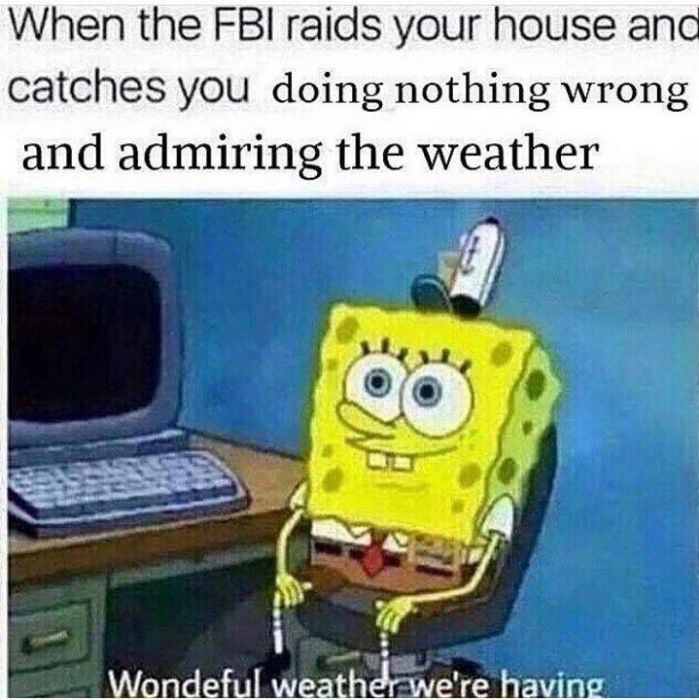 When the FBI raids your house and
catches you doing nothing wrong
and admiring the weather
Wondeful weather we're having